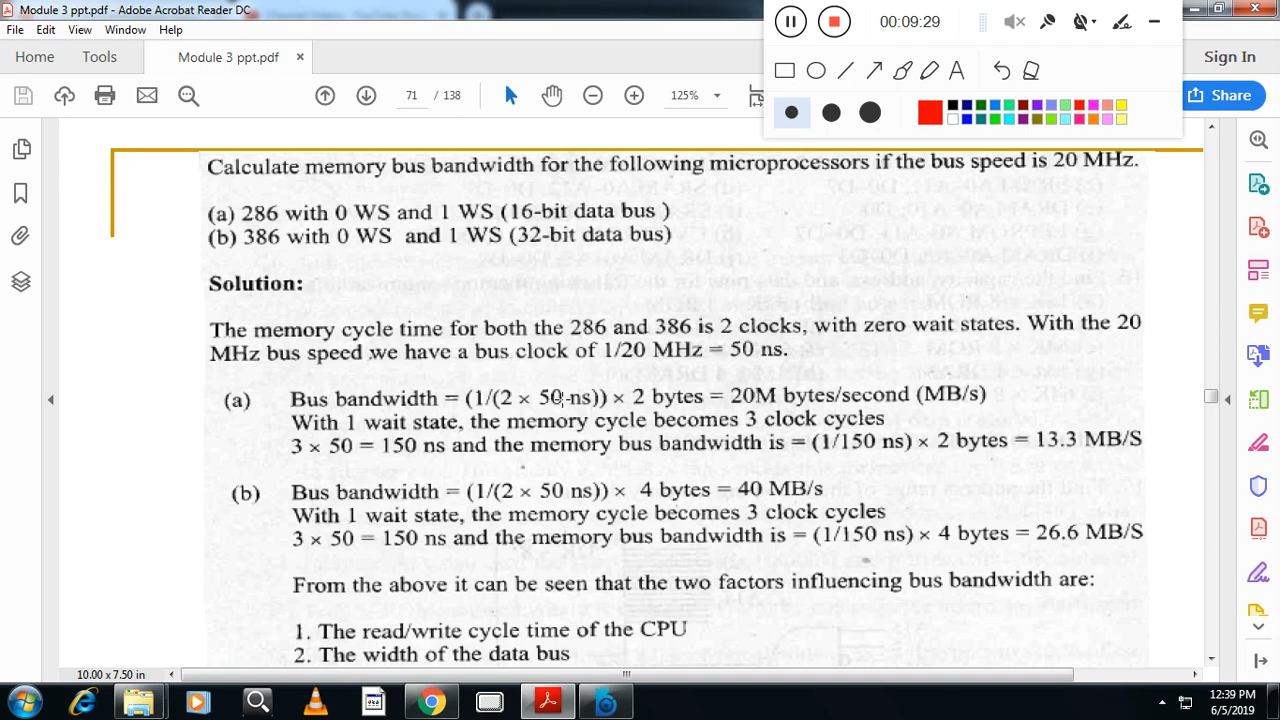 Module 3 ppt.pdf - Adobe Acrobat Reader DC
File Edit View Window Help
Home Tools Module 3 ppt.pdf × Sign In
00:09:29
71 / 138 125% Share
Calculate memory bus bandwidth for the following microprocessors if the bus speed is 20 MHz.
(a) 286 with 0 WS and 1 WS (16-bit data bus )
(b) 386 with 0 WS and 1 WS (32-bit data bus)
Solution:
The memory cycle time for both the 286 and 386 is 2 clocks, with zero wait states. With the 20
MHz bus speed we have a bus clock of 1/20 MHz = 50 ns.
(a) Bus bandwidth = (1/(2 × 50 ns)) × 2 bytes = 20M bytes/second (MB/s)
With 1 wait state, the memory cycle becomes 3 clock cycles
3 × 50 = 150 ns and the memory bus bandwidth is = (1/150 ns) × 2 bytes = 13.3 MB/S
(b) Bus bandwidth = (1/(2 × 50 ns)) × 4 bytes = 40 MB/s
With 1 wait state, the memory cycle becomes 3 clock cycles
3 × 50 = 150 ns and the memory bus bandwidth is = (1/150 ns) × 4 bytes = 26.6 MB/S
From the above it can be seen that the two factors influencing bus bandwidth are:
1. The read/write cycle time of the CPU
2. The width of the data bus
10.00 x 7.50 in
12:39 PM
6/5/2019